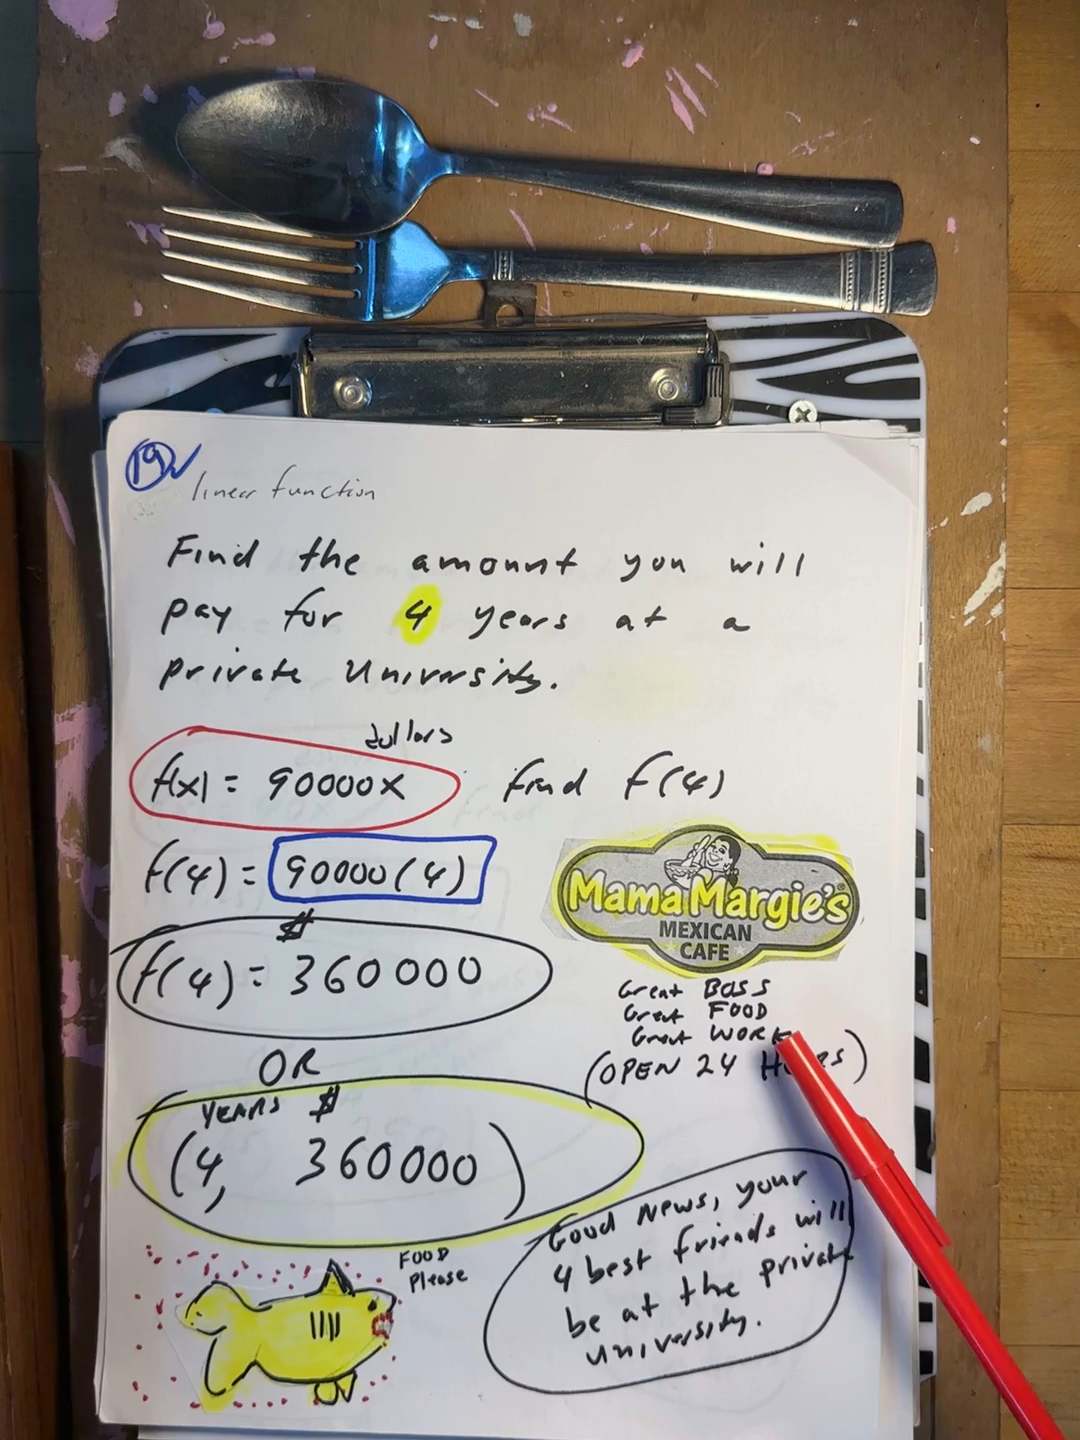 19
linear function
Find the amount you will
pay for 4 years at a
private University.
dollars
f(x) = 90000x find f(4)
f(4) = 90000(4)
$
f(4) = 360000
OR
YEARS $
(4, 360000)
Mama Margie's
MEXICAN
CAFE
Great BOSS
Great FOOD
Great WORK
(OPEN 24 HOURS)
FOOD
Please
Good News, your
4 best friends will
be at the private
university.